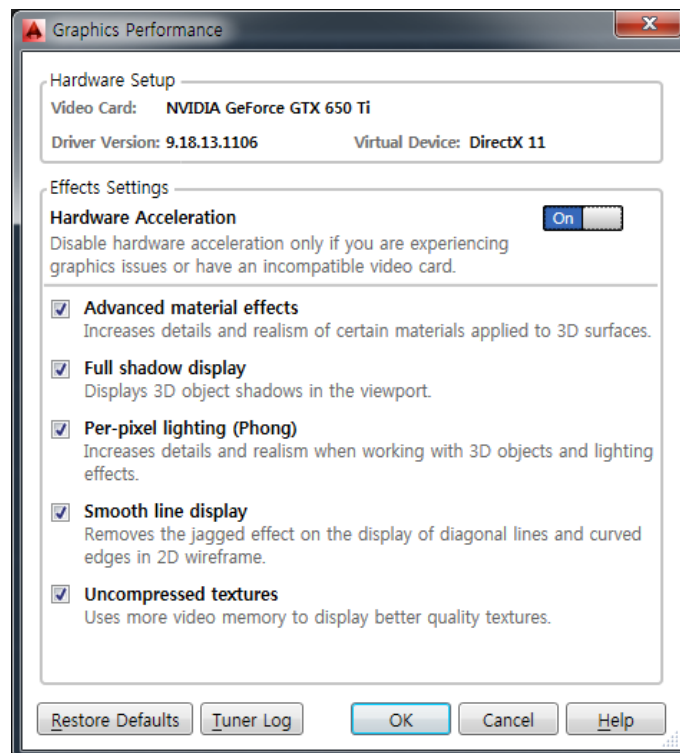 Graphics Performance
Hardware Setup
Video Card: NVIDIA GeForce GTX 650 Ti
Driver Version: 9.18.13.1106 Virtual Device: DirectX 11
Effects Settings
Hardware Acceleration On
Disable hardware acceleration only if you are experiencing
graphics issues or have an incompatible video card.
Advanced material effects
Increases details and realism of certain materials applied to 3D surfaces.
Full shadow display
Displays 3D object shadows in the viewport.
Per-pixel lighting (Phong)
Increases details and realism when working with 3D objects and lighting
effects.
Smooth line display
Removes the jagged effect on the display of diagonal lines and curved
edges in 2D wireframe.
Uncompressed textures
Uses more video memory to display better quality textures.
Restore Defaults Tuner Log OK Cancel Help